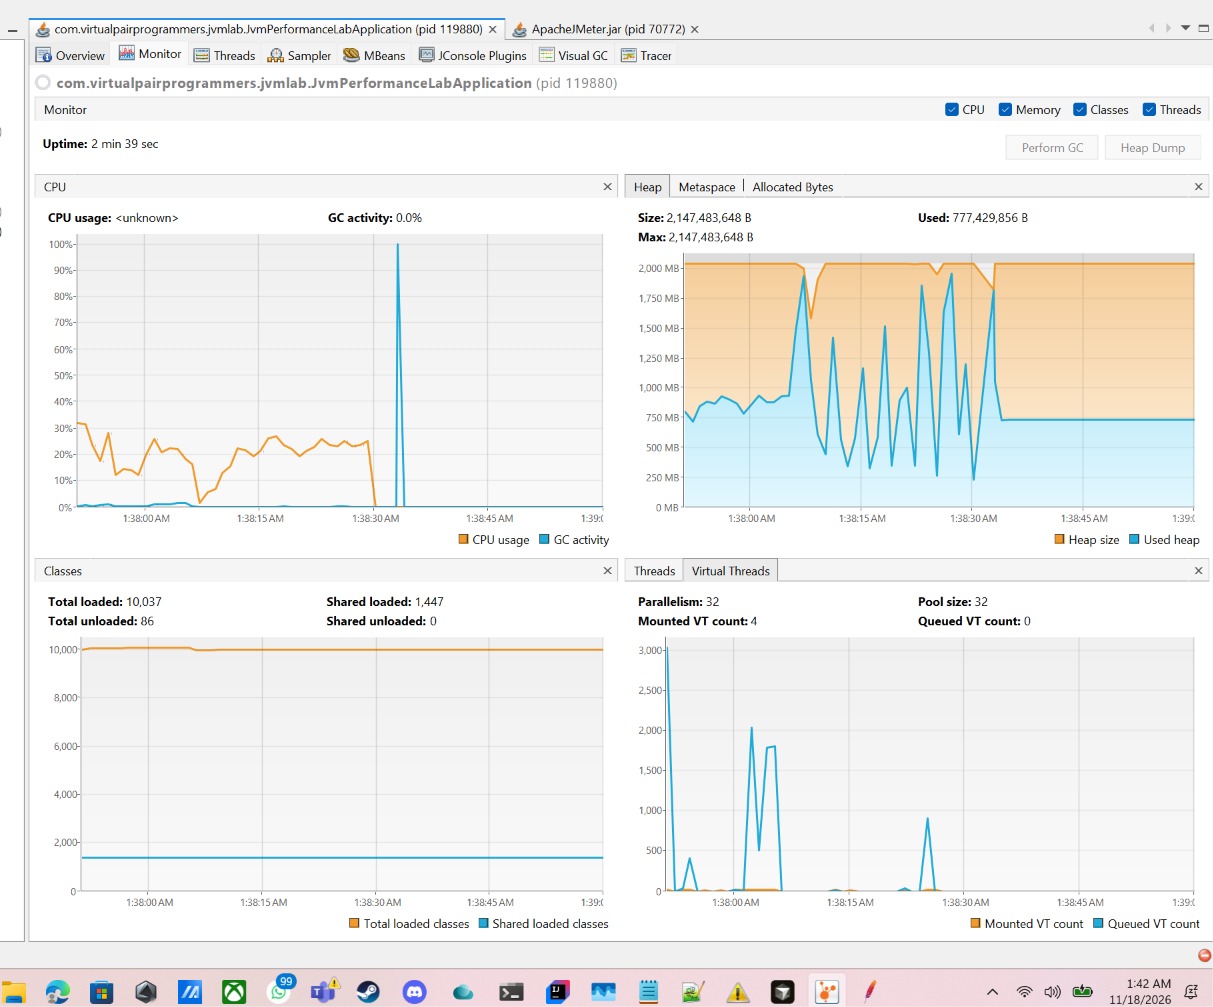 com.virtualpairprogrammers.jvmlab.JvmPerformanceLabApplication (pid 119880)
ApacheJMeter.jar (pid 70772)
Overview Monitor Threads Sampler MBeans JConsole Plugins Visual GC Tracer
com.virtualpairprogrammers.jvmlab.JvmPerformanceLabApplication (pid 119880)
Monitor
CPU Memory Classes Threads
Uptime: 2 min 39 sec
Perform GC Heap Dump
CPU
CPU usage: <unknown> GC activity: 0.0%
100%
90%
80%
70%
60%
50%
40%
30%
20%
10%
0%
1:38:00 AM 1:38:15 AM 1:38:30 AM 1:38:45 AM 1:39:0
CPU usage GC activity
Heap Metaspace Allocated Bytes
Size: 2,147,483,648 B Used: 777,429,856 B
Max: 2,147,483,648 B
2,000 MB
1,750 MB
1,500 MB
1,250 MB
1,000 MB
750 MB
500 MB
250 MB
0 MB
1:38:00 AM 1:38:15 AM 1:38:30 AM 1:38:45 AM 1:39:0
Heap size Used heap
Classes
Total loaded: 10,037 Shared loaded: 1,447
Total unloaded: 86 Shared unloaded: 0
10,000
8,000
6,000
4,000
2,000
0
1:38:00 AM 1:38:15 AM 1:38:30 AM 1:38:45 AM 1:39:0
Total loaded classes Shared loaded classes
Threads Virtual Threads
Parallelism: 32 Pool size: 32
Mounted VT count: 4 Queued VT count: 0
3,000
2,500
2,000
1,500
1,000
500
0
1:38:00 AM 1:38:15 AM 1:38:30 AM 1:38:45 AM 1:39:0
Mounted VT count Queued VT count
99
1:42 AM
11/18/2026